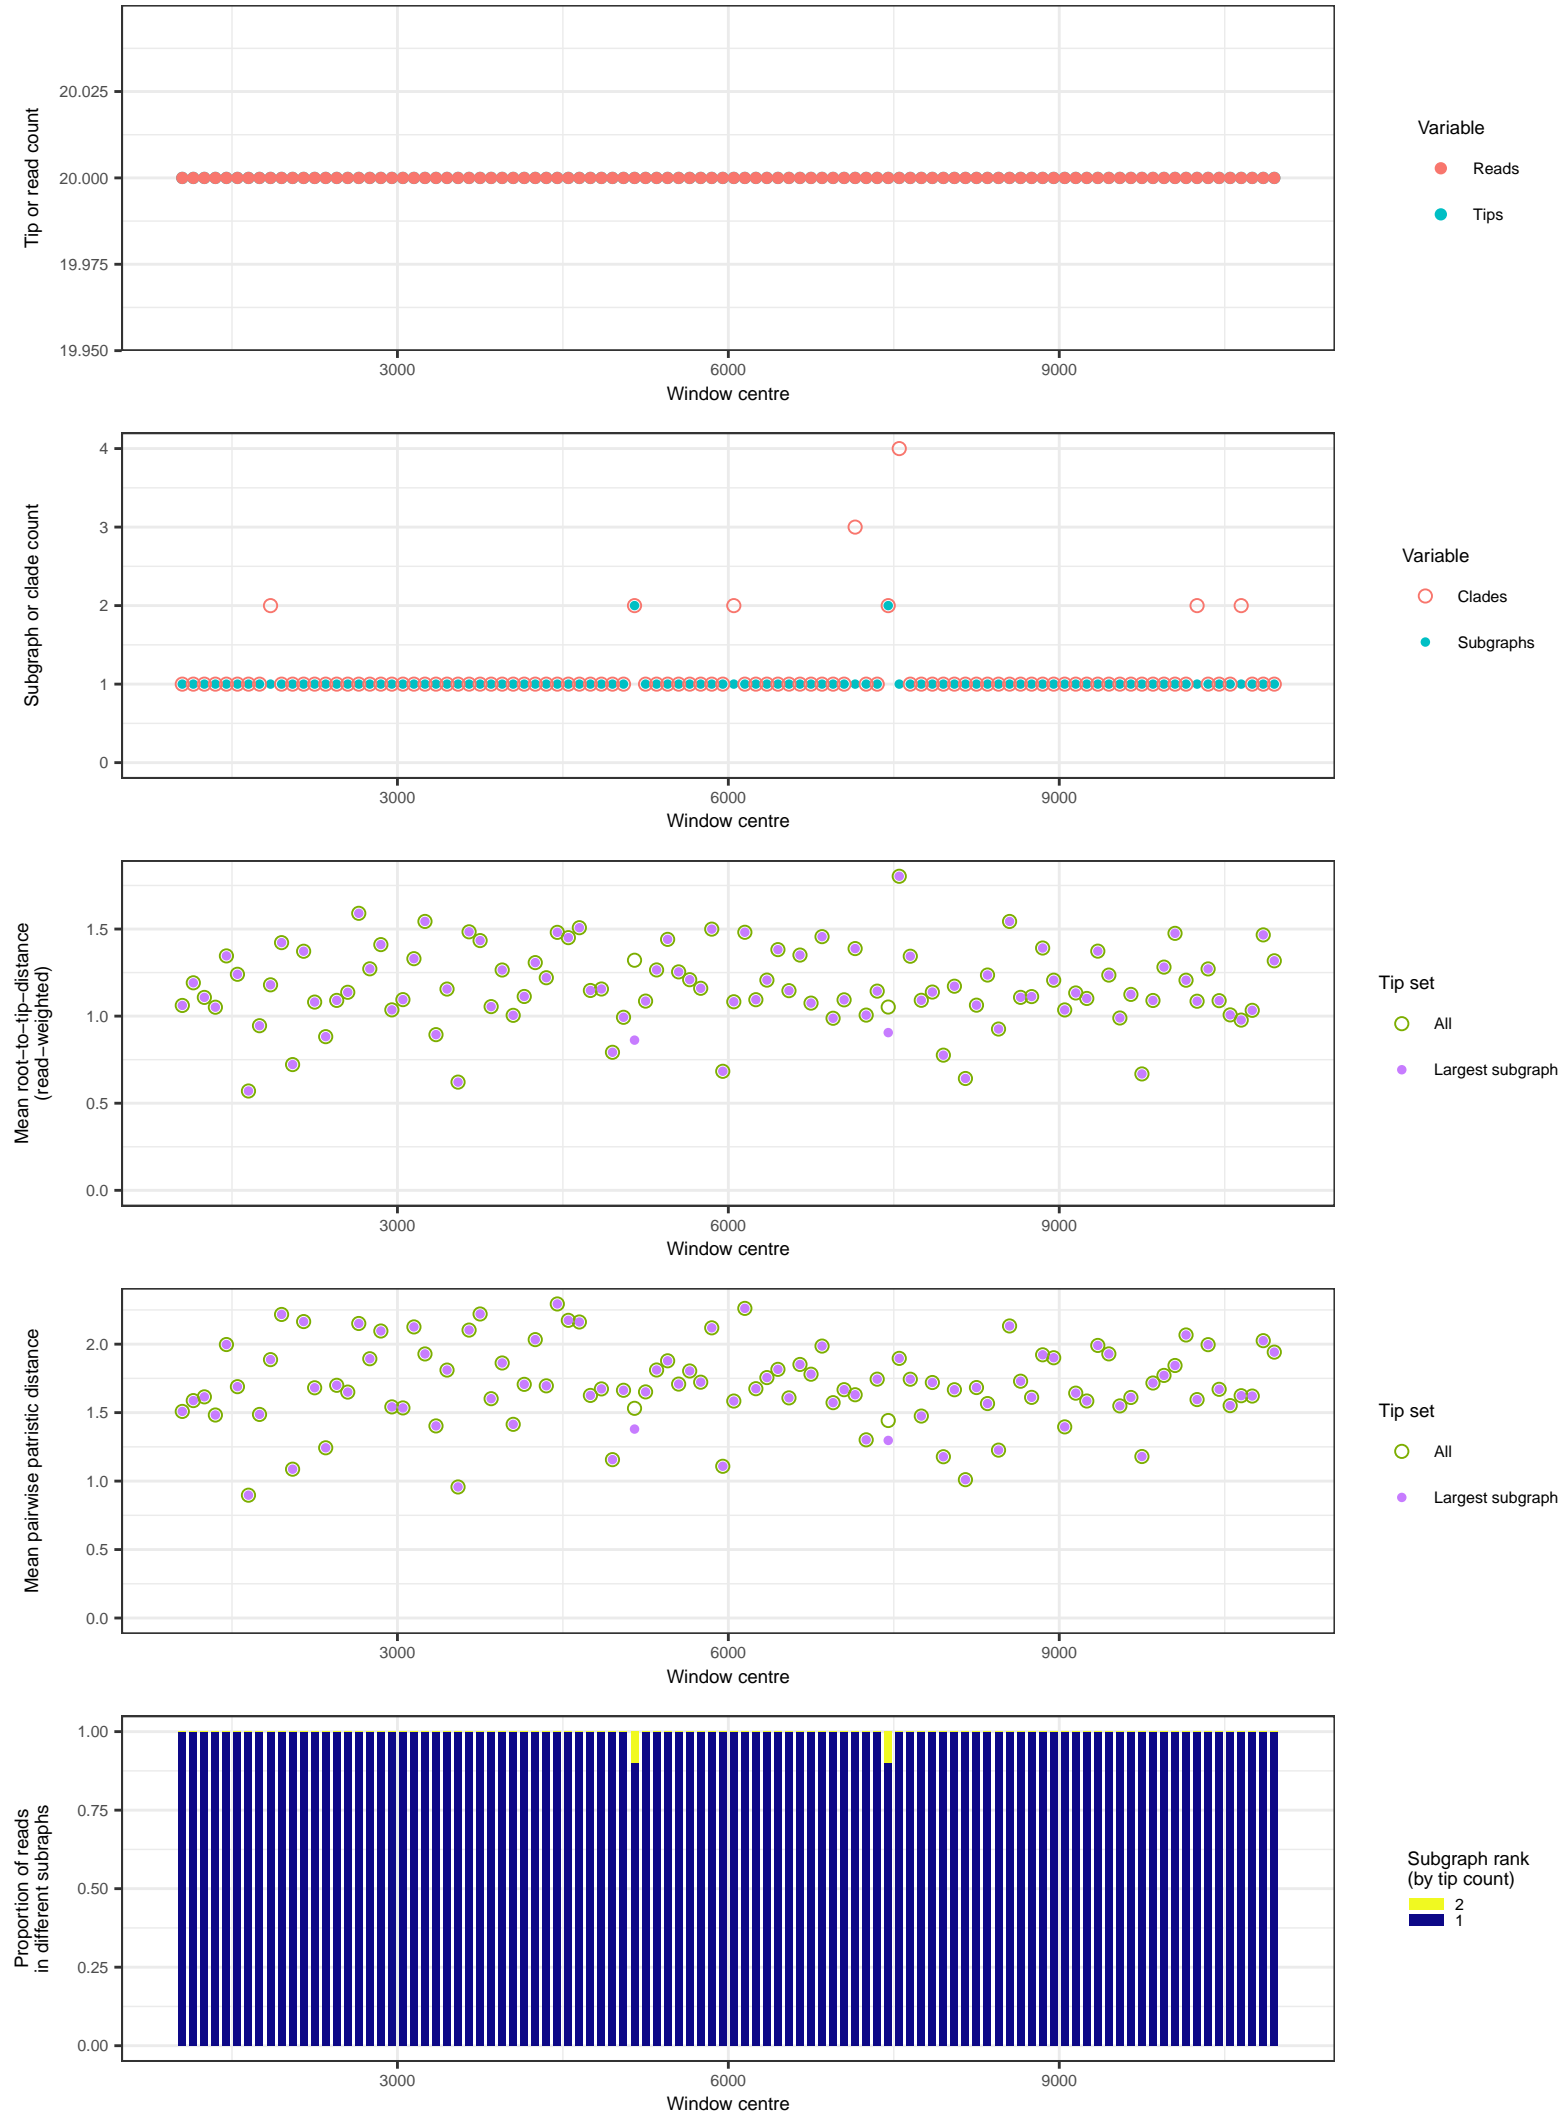 Tip or read count
20.025
20.000
19.975
19.950
3000
6000
9000
Window centre
Variable
Reads
Tips
Subgraph or clade count
4
3
2
1
0
3000
6000
9000
Window centre
Variable
Clades
Subgraphs
Mean root−to−tip−distance
(read−weighted)
1.5
1.0
0.5
0.0
3000
6000
9000
Window centre
Tip set
All
Largest subgraph
Mean pairwise patristic distance
2.0
1.5
1.0
0.5
0.0
3000
6000
9000
Window centre
Tip set
All
Largest subgraph
Proportion of reads
in different subraphs
1.00
0.75
0.50
0.25
0.00
3000
6000
9000
Window centre
Subgraph rank
(by tip count)
2
1